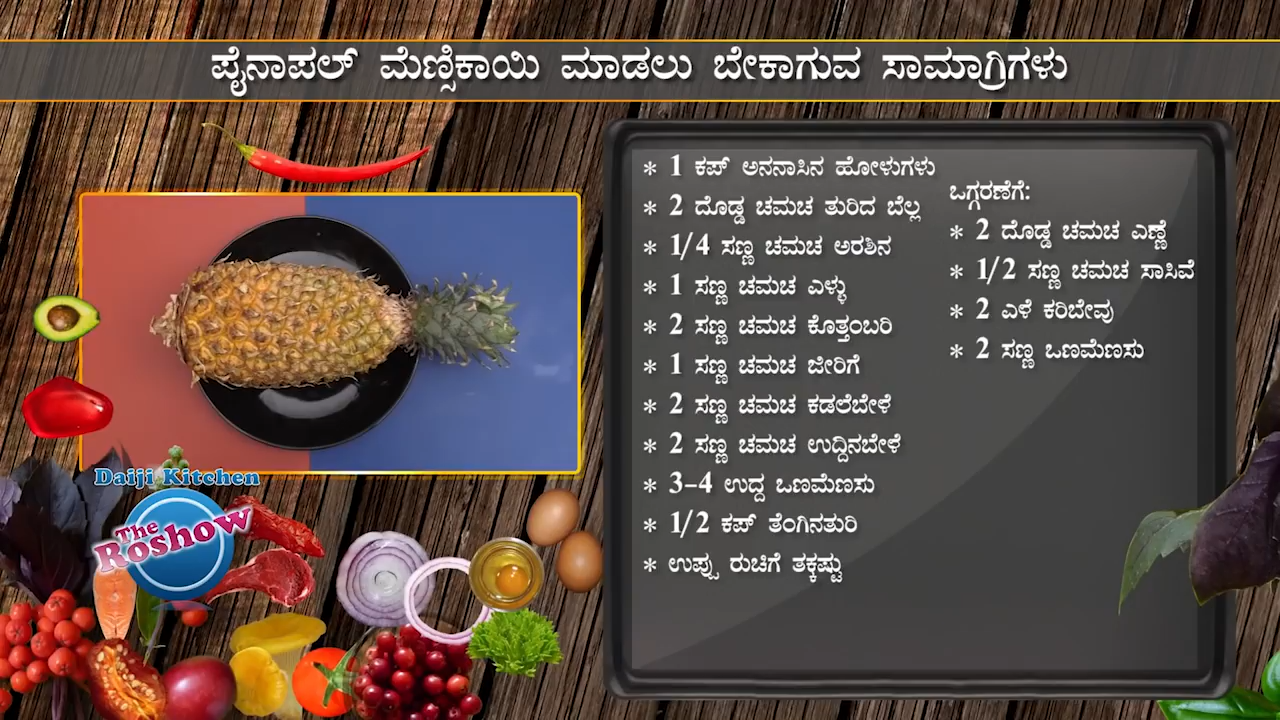 ಪೈನಾಪಲ್ ಮೆಣ್ಸಿಕಾಯಿ ಮಾಡಲು ಬೇಕಾಗುವ ಸಾಮಾಗ್ರಿಗಳು
* 1 ಕಪ್ ಅನನಾಸಿನ ಹೋಳುಗಳು
* 2 ದೊಡ್ಡ ಚಮಚ ತುರಿದ ಬೆಲ್ಲ
* 1/4 ಸಣ್ಣ ಚಮಚ ಅರಶಿನ
* 1 ಸಣ್ಣ ಚಮಚ ಎಳ್ಳು
* 2 ಸಣ್ಣ ಚಮಚ ಕೊತ್ತಂಬರಿ
* 1 ಸಣ್ಣ ಚಮಚ ಜೀರಿಗೆ
* 2 ಸಣ್ಣ ಚಮಚ ಕಡಲೆಬೇಳೆ
* 2 ಸಣ್ಣ ಚಮಚ ಉದ್ದಿನಬೇಳೆ
* 3-4 ಉದ್ದ ಒಣಮೆಣಸು
* 1/2 ಕಪ್ ತೆಂಗಿನತುರಿ
* ಉಪ್ಪು ರುಚಿಗೆ ತಕ್ಕಷ್ಟು
ಒಗ್ಗರಣೆಗೆ:
* 2 ದೊಡ್ಡ ಚಮಚ ಎಣ್ಣೆ
* 1/2 ಸಣ್ಣ ಚಮಚ ಸಾಸಿವೆ
* 2 ಎಳೆ ಕರಿಬೇವು
* 2 ಸಣ್ಣ ಒಣಮೆಣಸು
Daiji Kitchen
The
Roshow